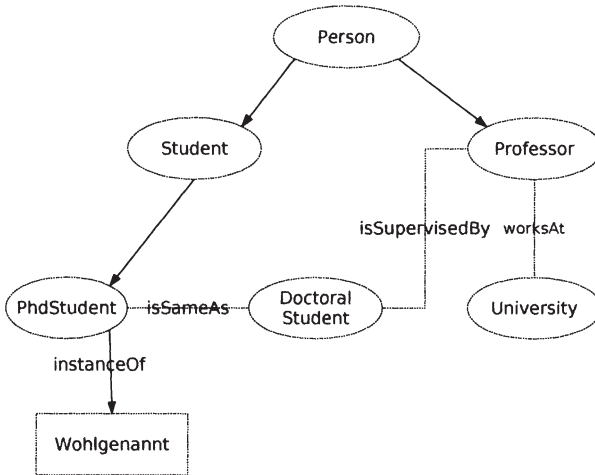 Person
Student
Professor
isSupervisedBy
worksAt
PhdStudent
isSameAs
Doctoral
Student
University
instanceOf
Wohlgenannt